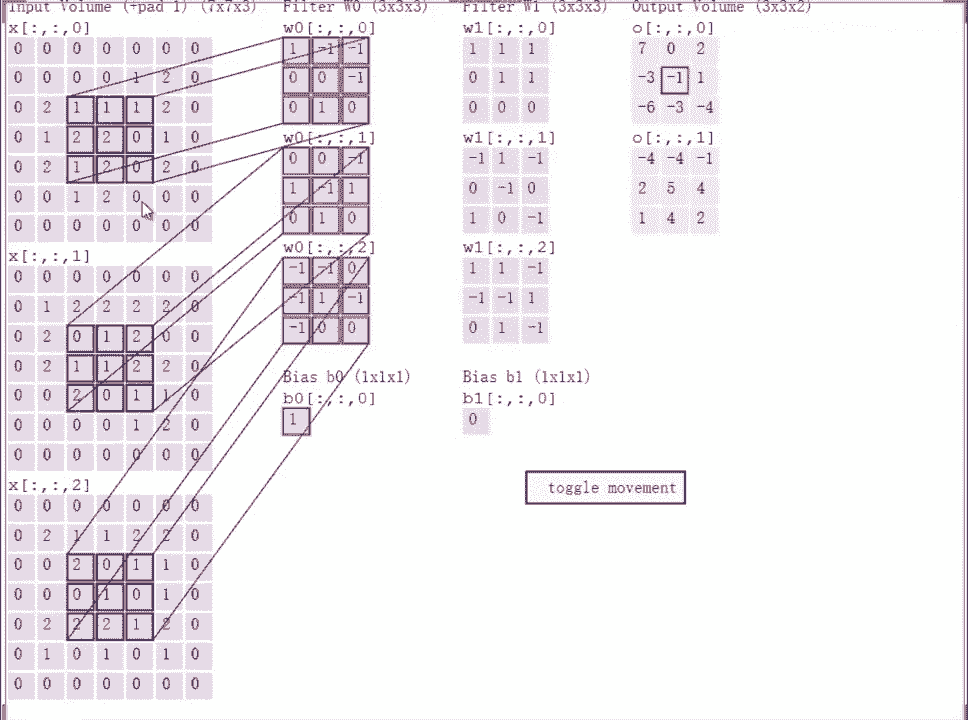 Input Volume (+pad 1) (7x7x3)
x[:,:,0]
0 0 0 0 0 0 0
0 0 0 0 1 2 0
0 2 1 1 1 2 0
0 1 2 2 0 1 0
0 2 1 2 0 2 0
0 0 1 2 0 0 0
0 0 0 0 0 0 0
x[:,:,1]
0 0 0 0 0 0 0
0 1 2 2 2 2 0
0 2 0 1 2 0 0
0 2 1 1 2 2 0
0 0 2 0 1 1 0
0 0 0 0 1 2 0
0 0 0 0 0 0 0
x[:,:,2]
0 0 0 0 0 0 0
0 2 1 1 2 2 0
0 0 2 0 1 1 0
0 0 0 1 0 1 0
0 2 2 2 1 2 0
0 1 0 1 0 1 0
0 0 0 0 0 0 0
Filter W0 (3x3x3)
w0[:,:,0]
1 -1 -1
0 0 -1
0 1 0
w0[:,:,1]
0 0 -1
1 -1 1
0 1 0
w0[:,:,2]
-1 -1 0
-1 1 -1
-1 0 0
Bias b0 (1x1x1)
b0[:,:,0]
1
Filter W1 (3x3x3)
w1[:,:,0]
1 1 1
0 1 1
0 0 0
w1[:,:,1]
-1 1 -1
0 -1 0
1 0 -1
w1[:,:,2]
1 1 -1
-1 -1 1
0 1 -1
Bias b1 (1x1x1)
b1[:,:,0]
0
Output Volume (3x3x2)
o[:,:,0]
7 0 2
-3 -1 1
-6 -3 -4
o[:,:,1]
-4 -4 -1
2 5 4
1 4 2
toggle movement